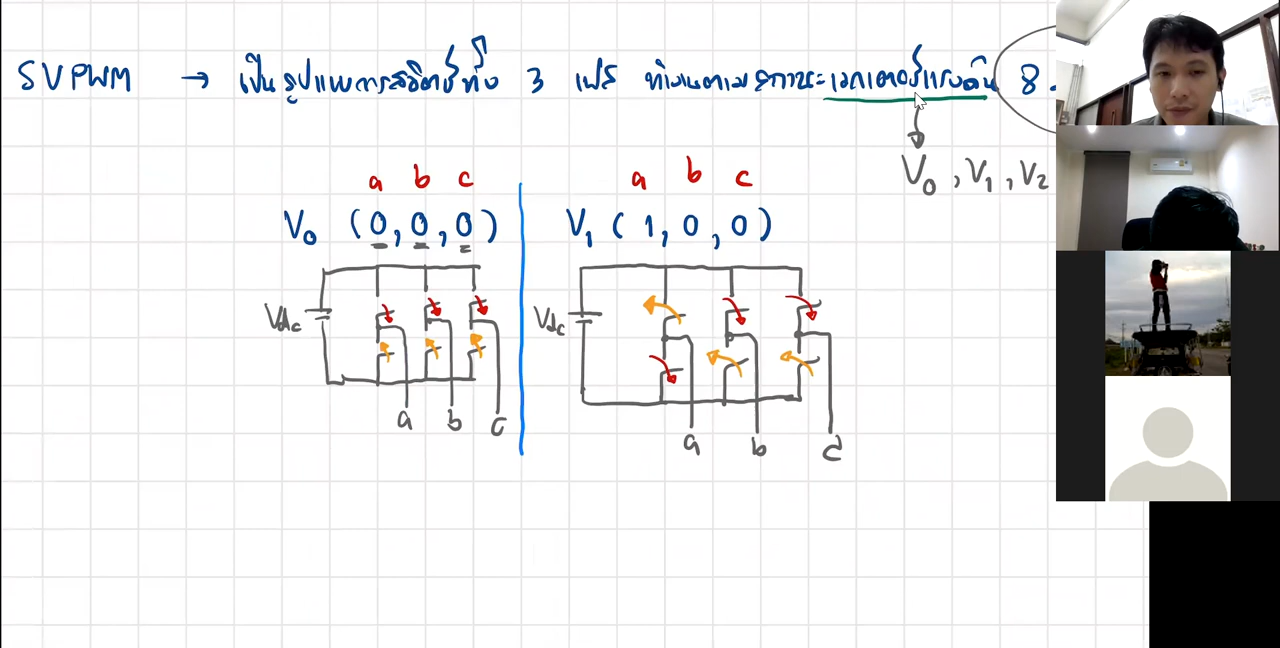 SVPWM → เป็นรูปแบบการสวิตช์ทั้ง 3 เฟส ทำงานตามสถานะเวกเตอร์แรงดัน 8
V₀ , V₁ , V₂
a b c
V₀ ( 0 , 0 , 0 )
a b c
V₁ ( 1 , 0 , 0 )
Vdc
a b c
Vdc
a b c